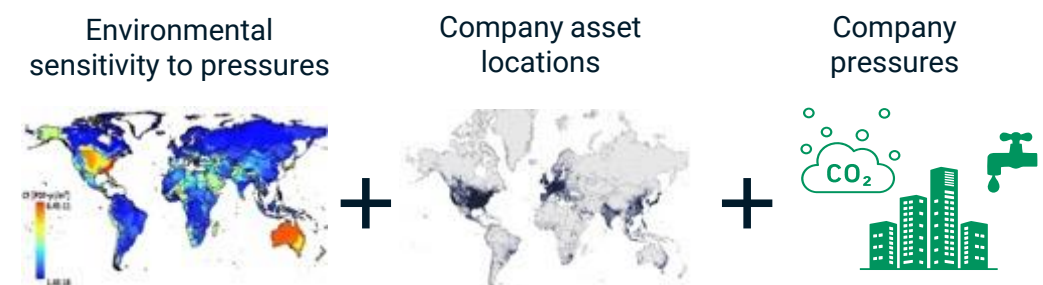 Environmental
sensitivity to pressures
Company asset
locations
Company
pressures
CO₂